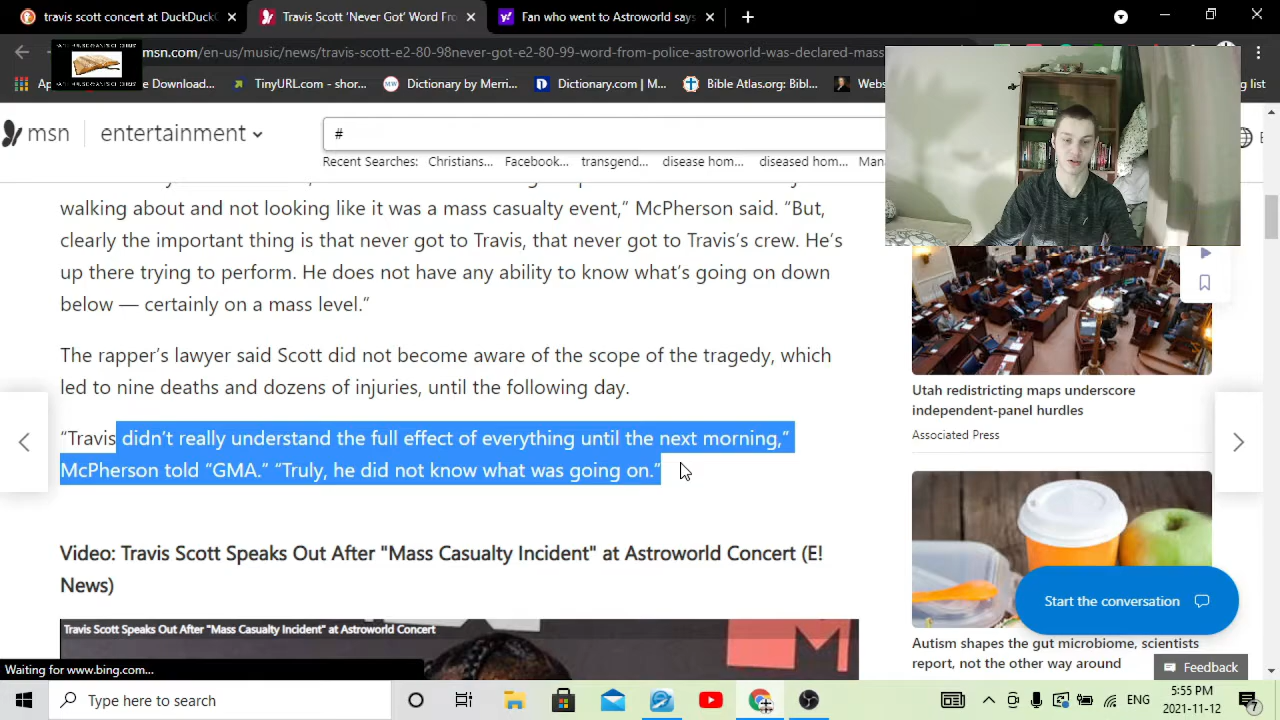 travis scott concert at DuckDuckG
Travis Scott 'Never Got' Word Fro
Fan who went to Astroworld says
msn.com/en-us/music/news/travis-scott-e2-80-98never-got-e2-80-99-word-from-police-astroworld-w
red-mass
Download...
TinyURL.com - shor...
Dictionary by Merri...
Dictionary.com | M...
Bible Atlas:org. Bibl...
Webs
ng list
msn
entertainment
#
Recent Searches: Christians... Facebook... transgend... disease hom... diseased hom... Man
walking about and not looking like it was a mass casualty event,” McPherson said. “But,
clearly the important thing is that never got to Travis, that never got to Travis’s crew. He’s
up there trying to perform. He does not have any ability to know what’s going on down
below — certainly on a mass level.”
The rapper’s lawyer said Scott did not become aware of the scope of the tragedy, which
led to nine deaths and dozens of injuries, until the following day.
“Travis didn’t really understand the full effect of everything until the next morning,”
McPherson told “GMA.” “Truly, he did not know what was going on.”
Video: Travis Scott Speaks Out After "Mass Casualty Incident" at Astroworld Concert (E!
News)
Travis Scott Speaks Out After "Mass Casualty Incident" at Astroworld Concert
Utah redistricting maps underscore
independent-panel hurdles
Associated Press
Start the conversation
Autism shapes the gut microbiome, scientists
report, not the other way around
Feedback
Waiting for www.bing.com...
Type here to search
ENG
5:55 PM
2021-11-12
7